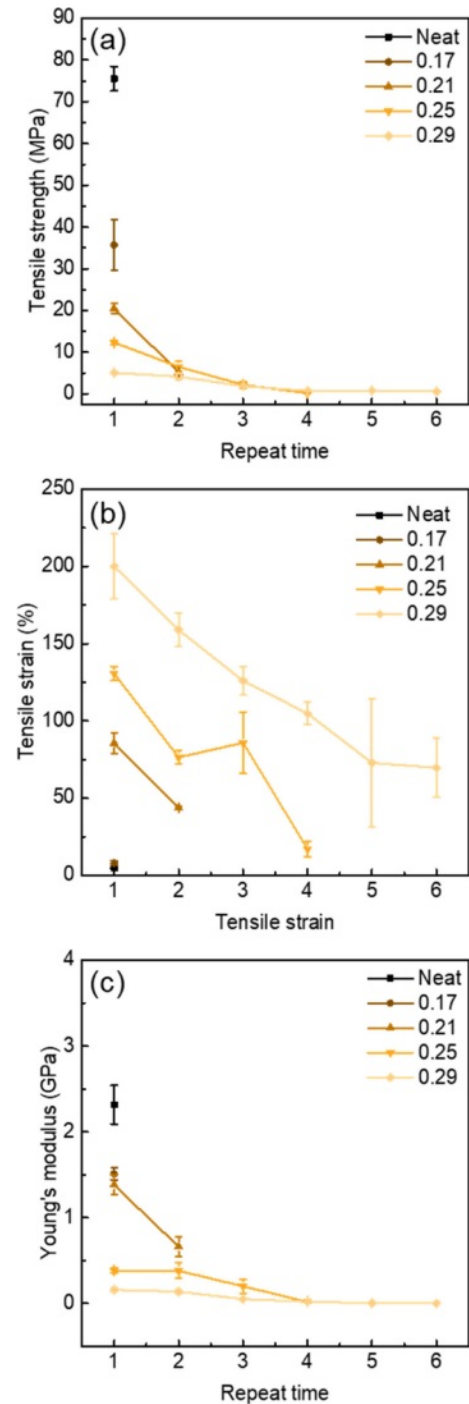 (a)
Neat
0.17
0.21
0.25
0.29
90
80
70
60
50
40
30
20
10
0
Tensile strength (MPa)
1 2 3 4 5 6
Repeat time
(b)
Neat
0.17
0.21
0.25
0.29
250
200
150
100
50
0
Tensile strain (%)
1 2 3 4 5 6
Tensile strain
(c)
Neat
0.17
0.21
0.25
0.29
4
3
2
1
0
Young's modulus (GPa)
1 2 3 4 5 6
Repeat time